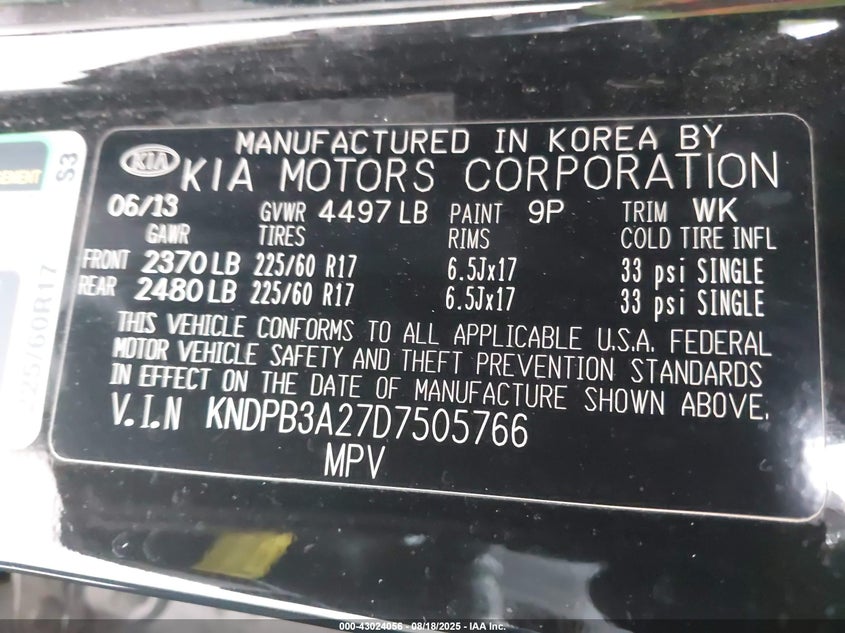 MANUFACTURED IN KOREA BY
KIA KIA MOTORS CORPORATION
06/13 GVWR 4497 LB PAINT 9P TRIM WK
GAWR TIRES RIMS COLD TIRE INFL
FRONT 2370 LB 225/60 R17 6.5Jx17 33 psi SINGLE
REAR 2480 LB 225/60 R17 6.5Jx17 33 psi SINGLE
THIS VEHICLE CONFORMS TO ALL APPLICABLE U.S.A. FEDERAL
MOTOR VEHICLE SAFETY AND THEFT PREVENTION STANDARDS
IN EFFECT ON THE DATE OF MANUFACTURE SHOWN ABOVE.
V.I.N KNDPB3A27D7505766
MPV
S3
225/60R17
000-43024056 - 08/18/2025 - IAA Inc.